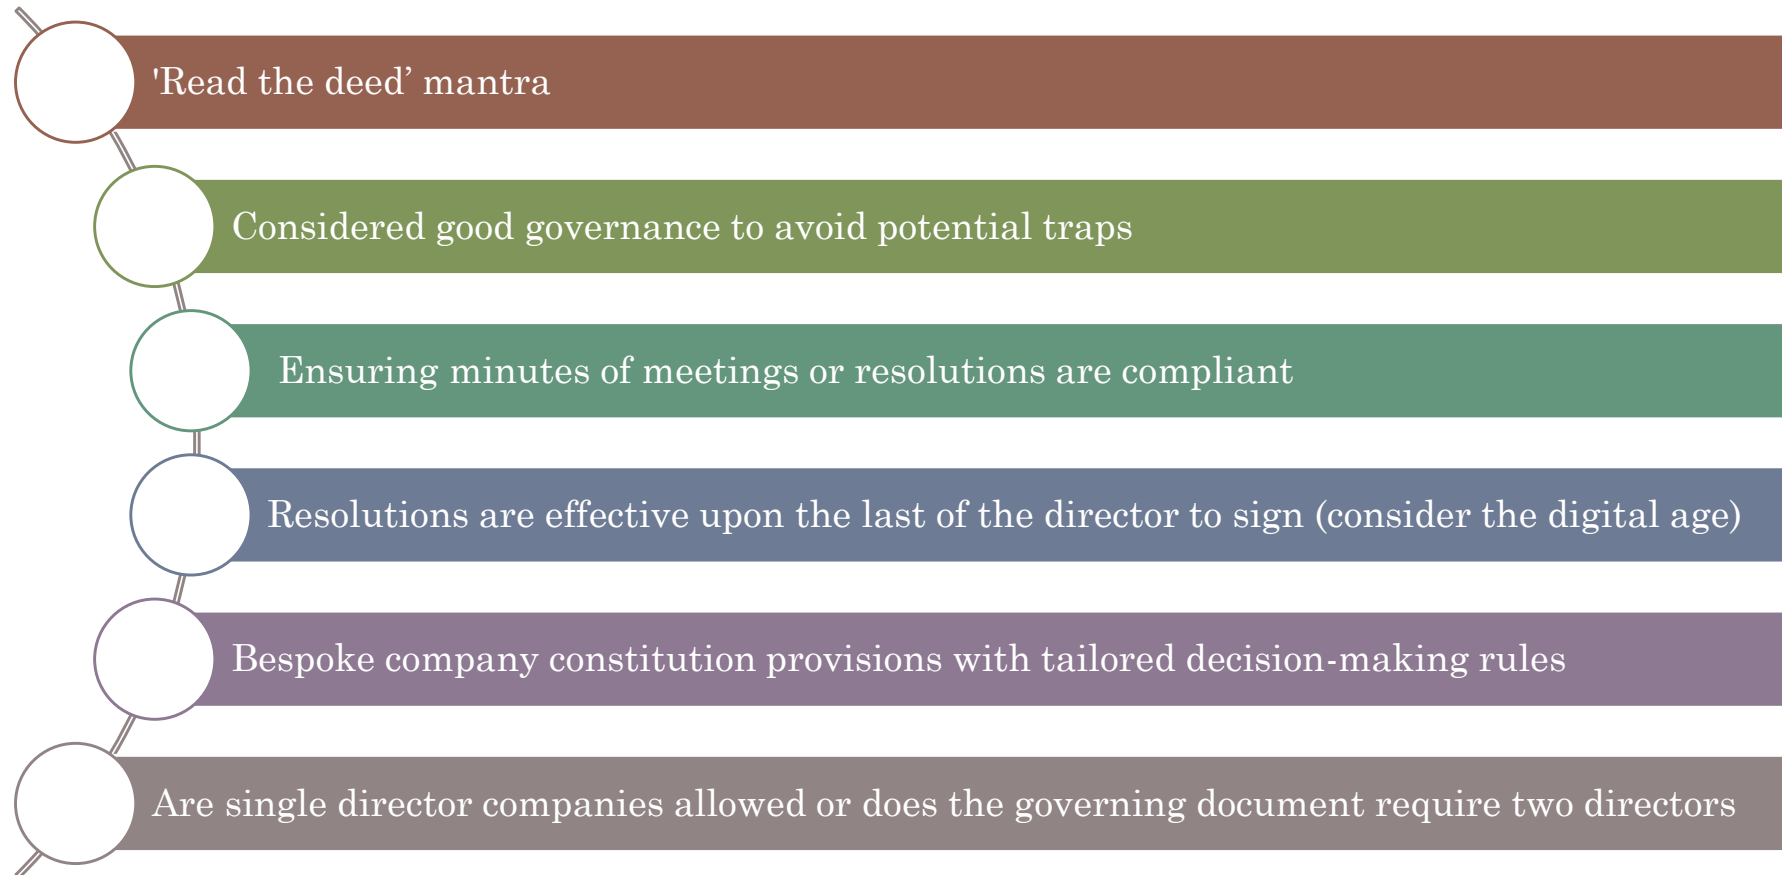 'Read the deed’ mantra
Considered good governance to avoid potential traps
Ensuring minutes of meetings or resolutions are compliant
Resolutions are effective upon the last of the director to sign (consider the digital age)
Bespoke company constitution provisions with tailored decision-making rules
Are single director companies allowed or does the governing document require two directors